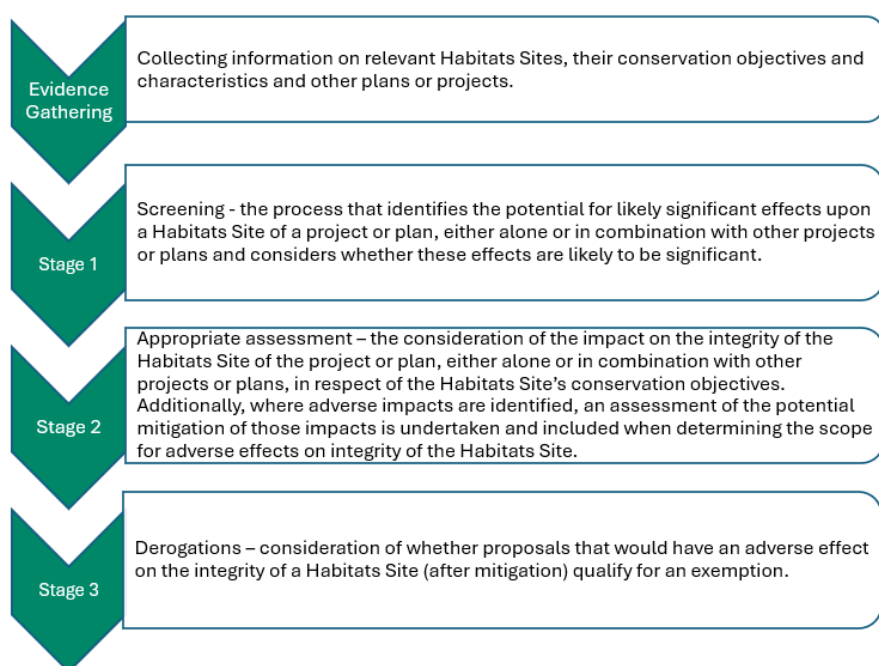 Evidence
Gathering
Collecting information on relevant Habitats Sites, their conservation objectives and
characteristics and other plans or projects.
Stage 1
Screening - the process that identifies the potential for likely significant effects upon
a Habitats Site of a project or plan, either alone or in combination with other projects
or plans and considers whether these effects are likely to be significant.
Stage 2
Appropriate assessment – the consideration of the impact on the integrity of the
Habitats Site of the project or plan, either alone or in combination with other
projects or plans, in respect of the Habitats Site’s conservation objectives.
Additionally, where adverse impacts are identified, an assessment of the potential
mitigation of those impacts is undertaken and included when determining the scope
for adverse effects on integrity of the Habitats Site.
Stage 3
Derogations – consideration of whether proposals that would have an adverse effect
on the integrity of a Habitats Site (after mitigation) qualify for an exemption.